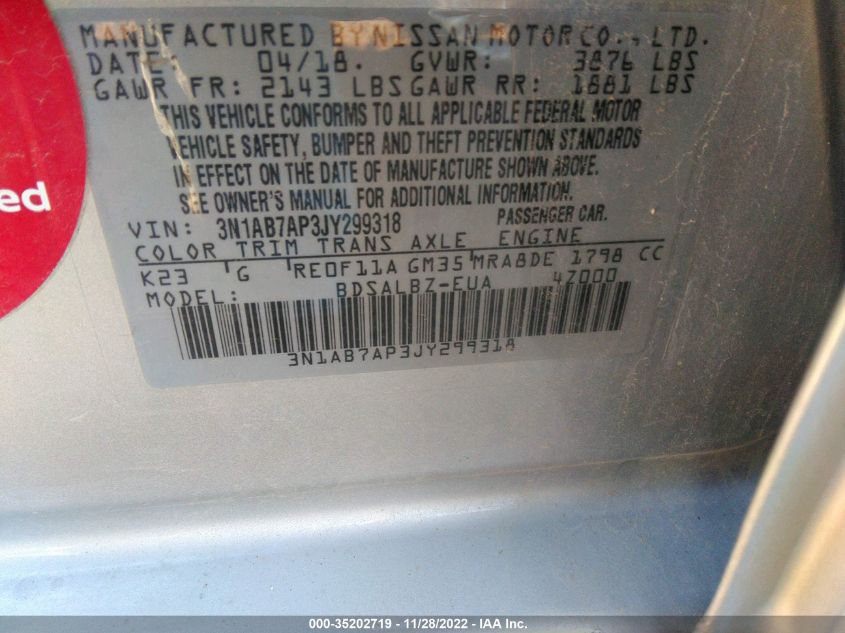 MANUFACTURED BY NISSAN MOTOR CO., LTD.
DATE: 04/18. GVWR: 3876 LBS
GAWR FR: 2143 LBS GAWR RR: 1881 LBS
THIS VEHICLE CONFORMS TO ALL APPLICABLE FEDERAL MOTOR
VEHICLE SAFETY, BUMPER AND THEFT PREVENTION STANDARDS
IN EFFECT ON THE DATE OF MANUFACTURE SHOWN ABOVE.
SEE OWNER'S MANUAL FOR ADDITIONAL INFORMATION.
VIN: 3N1AB7AP3JY299318 PASSENGER CAR.
COLOR TRIM TRANS AXLE ENGINE
K23 G RE0F11A GM35 MRA8DE 1798 CC
MODEL: BDSALBZ-EUA 4Z000
3N1AB7AP3JY299318
ed
000-35202719 - 11/28/2022 - IAA Inc.